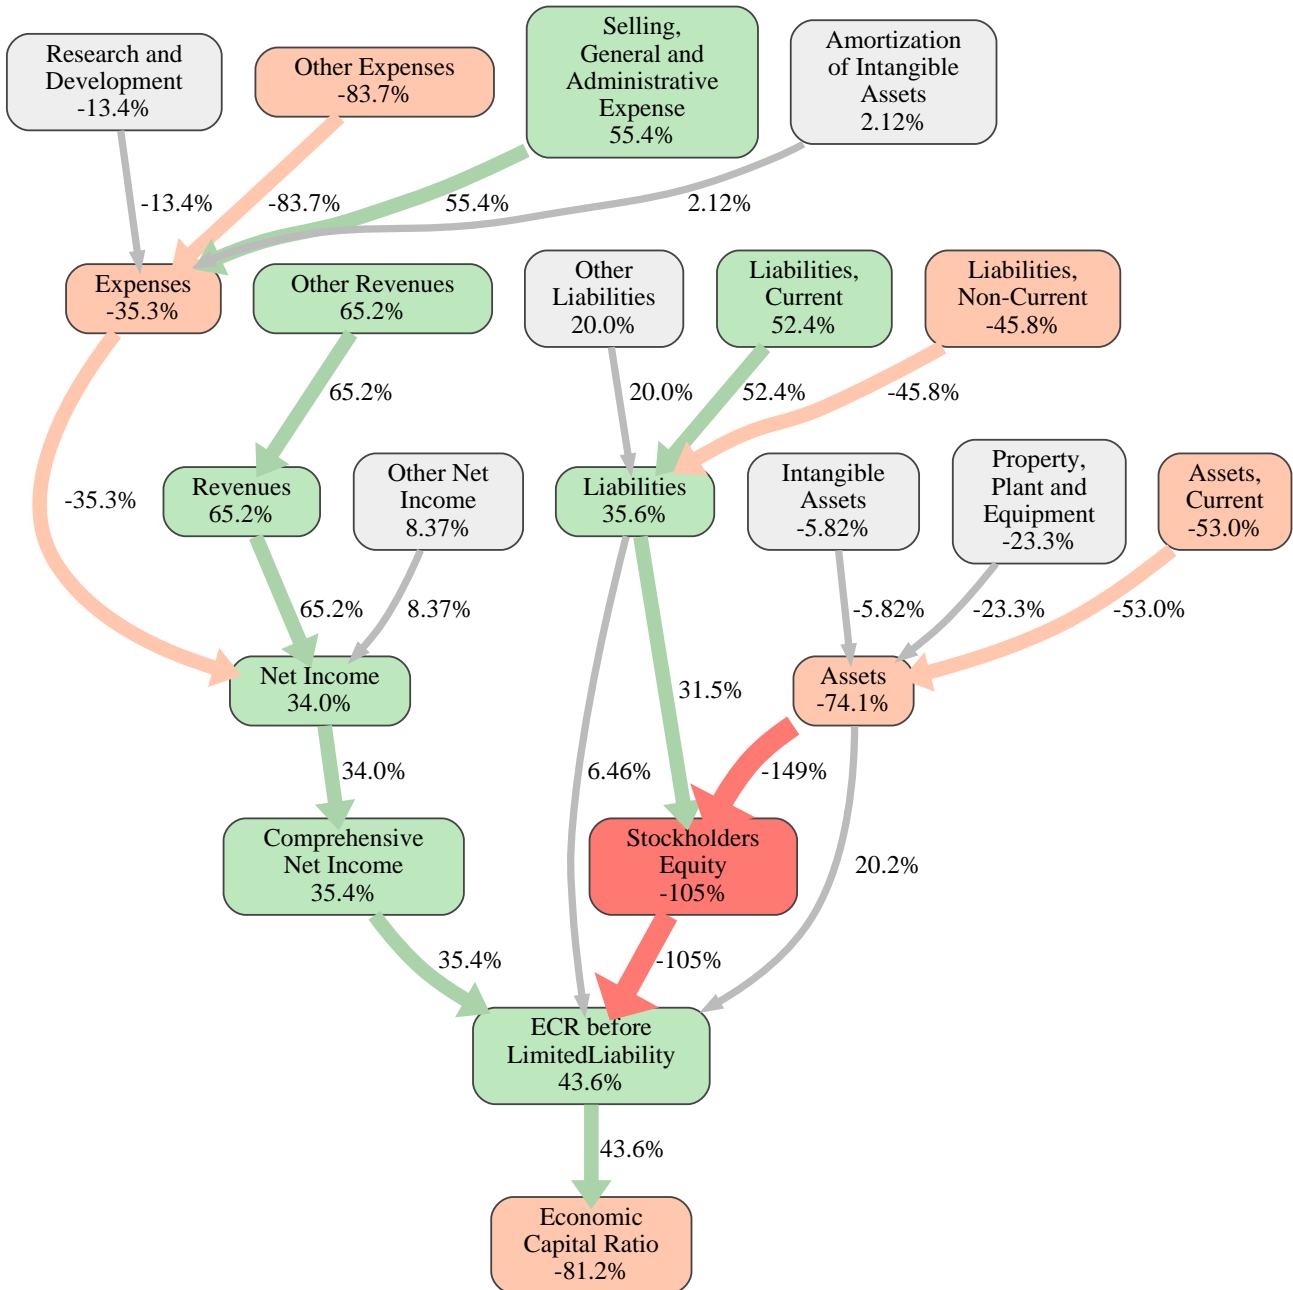 Research and
Development
-13.4%
Other Expenses
-83.7%
Selling,
General and
Administrative
Expense
55.4%
Amortization
of Intangible
Assets
2.12%
-13.4%
-83.7%
55.4%
2.12%
Expenses
-35.3%
Other Revenues
65.2%
Other
Liabilities
20.0%
Liabilities,
Current
52.4%
Liabilities,
Non-Current
-45.8%
65.2%
20.0%
52.4%
-45.8%
-35.3%
Revenues
65.2%
Other Net
Income
8.37%
Liabilities
35.6%
Intangible
Assets
-5.82%
Property,
Plant and
Equipment
-23.3%
Assets,
Current
-53.0%
65.2%
8.37%
-5.82%
-23.3%
-53.0%
Net Income
34.0%
31.5%
Assets
-74.1%
34.0%
6.46%
-149%
Comprehensive
Net Income
35.4%
Stockholders
Equity
-105%
20.2%
35.4%
-105%
ECR before
LimitedLiability
43.6%
43.6%
Economic
Capital Ratio
-81.2%